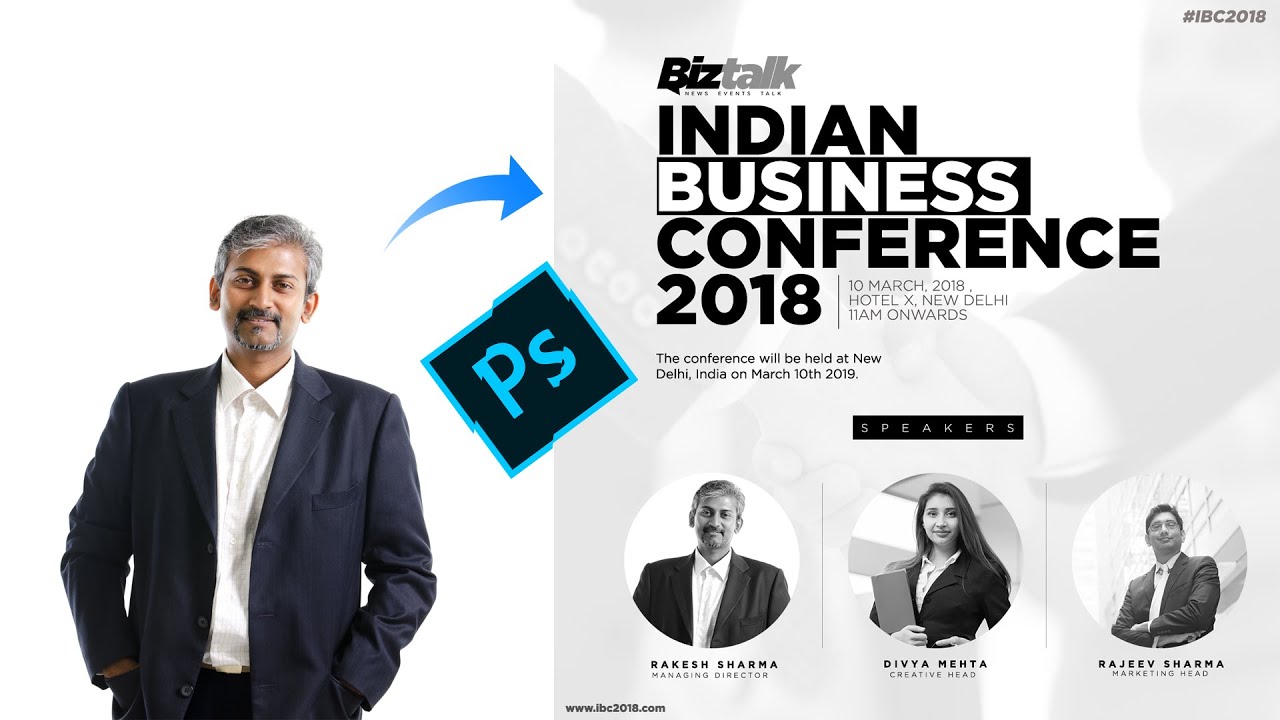 #IBC2018
Biztalk
NEWS EVENTS TALK
INDIAN
BUSINESS
CONFERENCE
2018
10 MARCH, 2018 ,
HOTEL X, NEW DELHI
11AM ONWARDS
Ps
The conference will be held at New
Delhi, India on March 10th 2019.
SPEAKERS
RAKESH SHARMA
MANAGING DIRECTOR
DIVYA MEHTA
CREATIVE HEAD
RAJEEV SHARMA
MARKETING HEAD
www.ibc2018.com